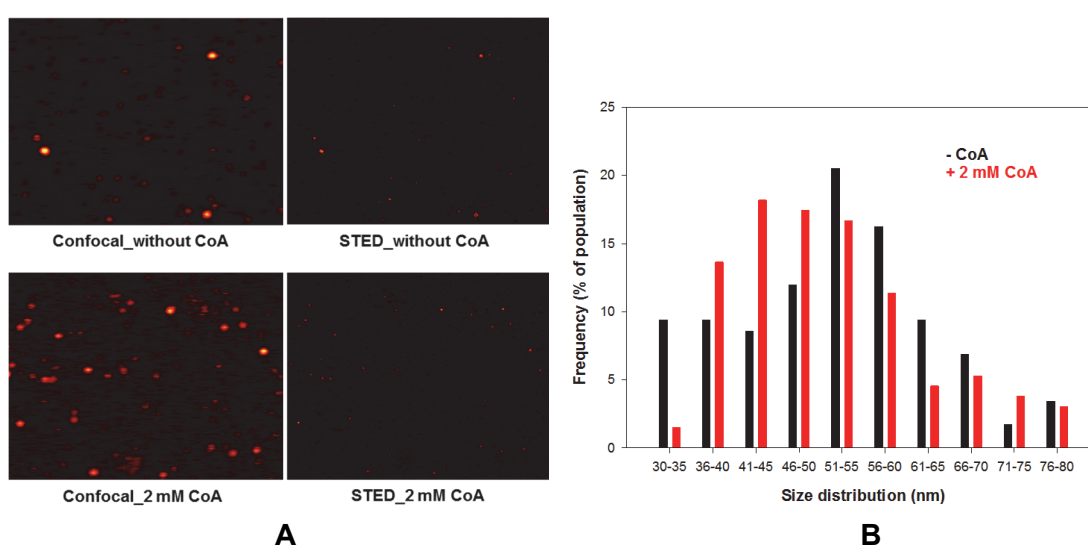 Confocal_without CoA
STED_without CoA
Confocal_2 mM CoA
STED_2 mM CoA
A
Frequency (% of population)
25
20
15
10
5
0
- CoA
+ 2 mM CoA
30-35 36-40 41-45 46-50 51-55 56-60 61-65 66-70 71-75 76-80
Size distribution (nm)
B